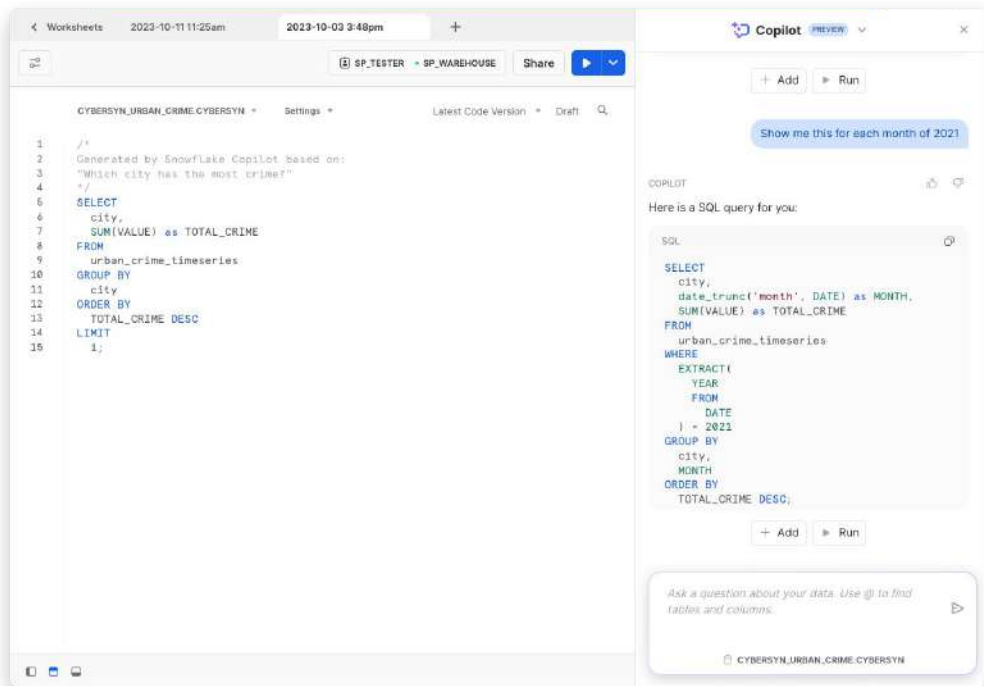 Worksheets 2023-10-11 11:25am 2023-10-03 3:48pm +
SP_TESTER • SP_WAREHOUSE Share
CYBERSYN_URBAN_CRIME.CYBERSYN Settings Latest Code Version Draft
1 /*
2 Generated by Snowflake Copilot based on:
3 "Which city has the most crime?"
4 */
5 SELECT
6 city,
7 SUM(VALUE) as TOTAL_CRIME
8 FROM
9 urban_crime_timeseries
10 GROUP BY
11 city
12 ORDER BY
13 TOTAL_CRIME DESC
14 LIMIT
15 1;
Copilot PREVIEW
+ Add Run
Show me this for each month of 2021
COPILOT
Here is a SQL query for you:
SQL
SELECT
city,
date_trunc('month', DATE) as MONTH,
SUM(VALUE) as TOTAL_CRIME
FROM
urban_crime_timeseries
WHERE
EXTRACT(
YEAR
FROM
DATE
) = 2021
GROUP BY
city,
MONTH
ORDER BY
TOTAL_CRIME DESC;
+ Add Run
Ask a question about your data. Use @ to find
tables and columns.
CYBERSYN_URBAN_CRIME.CYBERSYN